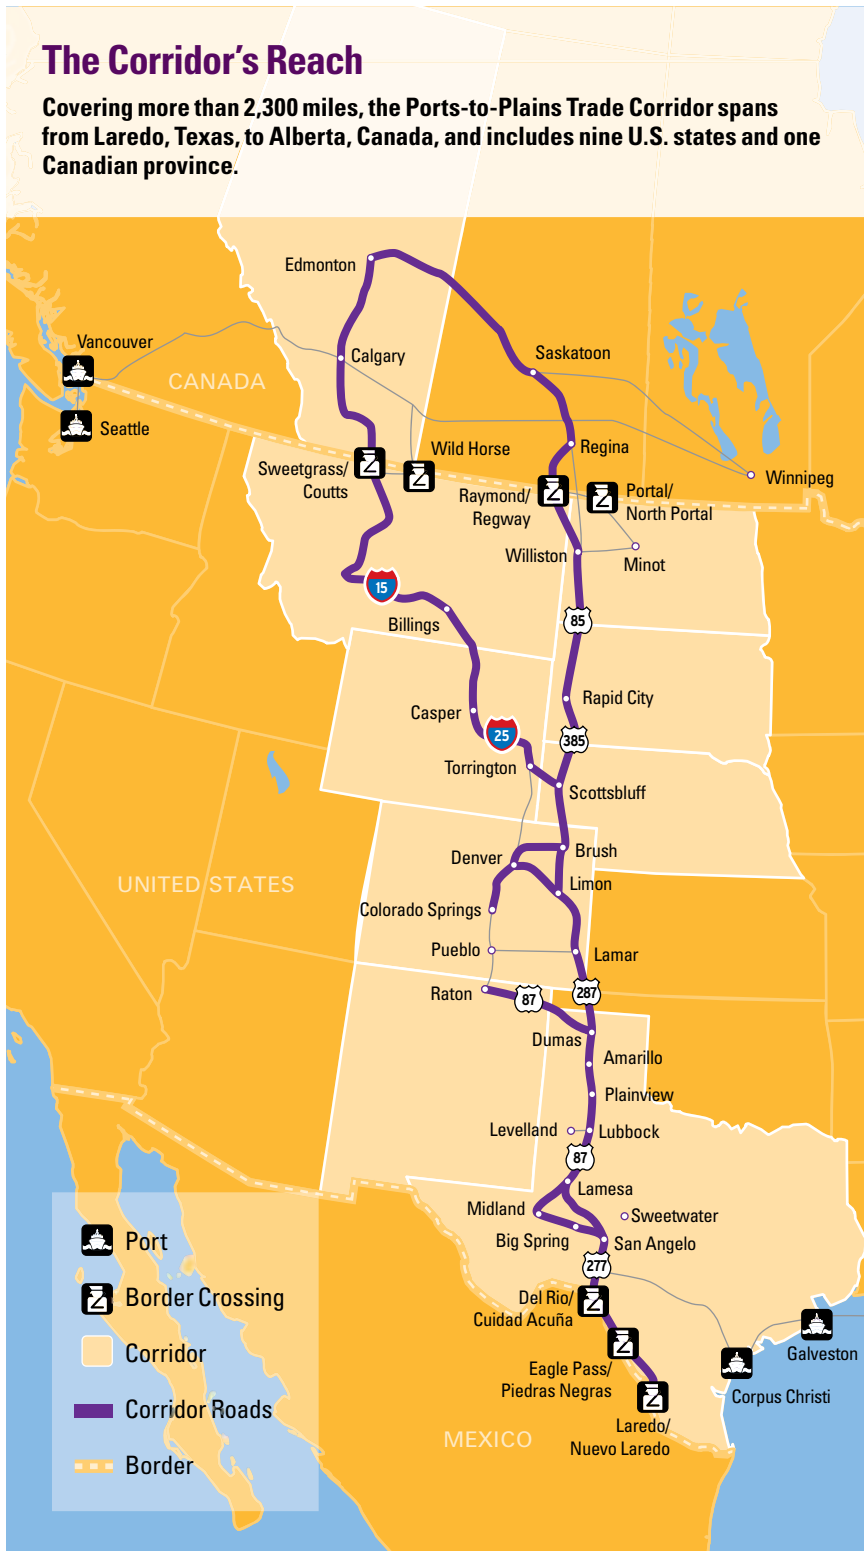 The Corridor's Reach
Covering more than 2,300 miles, the Ports-to-Plains Trade Corridor spans
from Laredo, Texas, to Alberta, Canada, and includes nine U.S. states and one
Canadian province.
Edmonton
Vancouver
Calgary
Saskatoon
CANADA
Seattle
Wild Horse
Regina
Sweetgrass/
Coutts
Winnipeg
Raymond/
Regway
Portal/
North Portal
Williston
Minot
15
Billings
85
Rapid City
Casper
25
385
Torrington
Scottsbluff
Denver
Brush
UNITED STATES
Limon
Colorado Springs
Pueblo
Lamar
Raton
87
287
Dumas
Amarillo
Plainview
Levelland
Lubbock
87
Lamesa
Midland
Sweetwater
Big Spring
San Angelo
277
Del Rio/
Cuidad Acuña
Galveston
Eagle Pass/
Piedras Negras
Corpus Christi
Laredo/
Nuevo Laredo
MEXICO
Port
Border Crossing
Corridor
Corridor Roads
Border